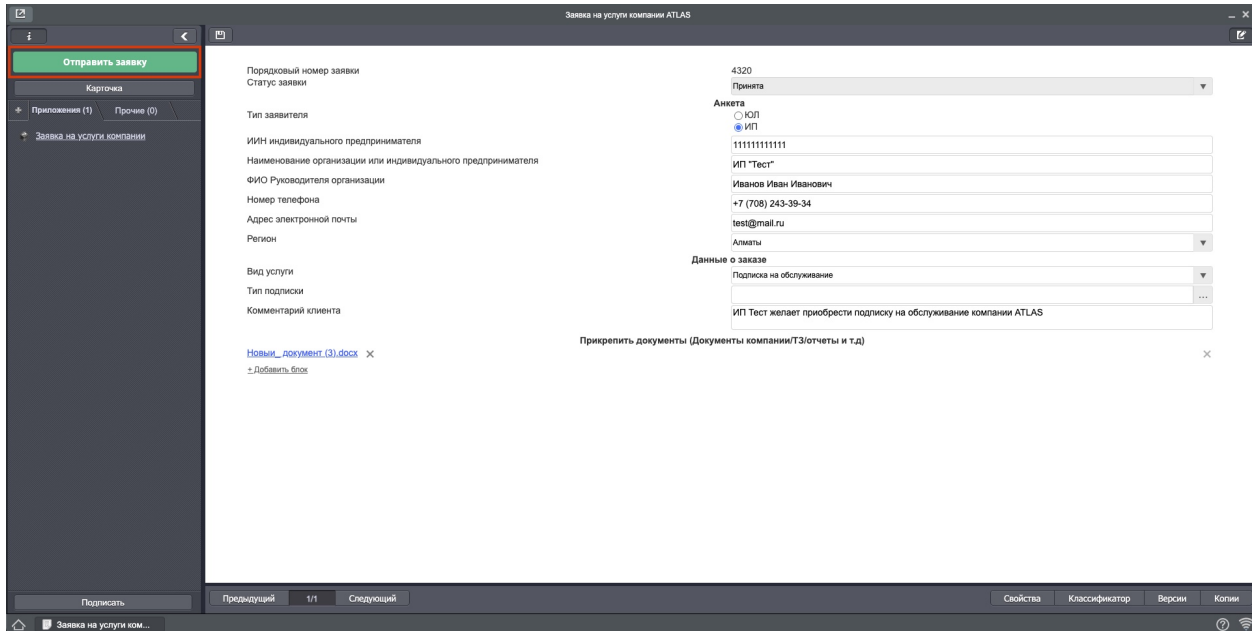 Заявка на услуги компании ATLAS
i
Отправить заявку
Карточка
Приложения (1) Прочие (0)
Заявка на услуги компании
Порядковый номер заявки 4320
Статус заявки Принята
Анкета
Тип заявителя ЮЛ
ИП
ИИН индивидуального предпринимателя 111111111111
Наименование организации или индивидуального предпринимателя ИП "Тест"
ФИО Руководителя организации Иванов Иван Иванович
Номер телефона +7 (708) 243-39-34
Адрес электронной почты test@mail.ru
Регион Алматы
Данные о заказе
Вид услуги Подписка на обслуживание
Тип подписки ...
Комментарий клиента ИП Тест желает приобрести подписку на обслуживание компании ATLAS
Прикрепить документы (Документы компании/ТЗ/отчеты и т.д)
Новыи_ документ (3).docx
+ Добавить блок
Подписать
Предыдущий 1/1 Следующий Свойства Классификатор Версии Копии
Заявка на услуги ком...